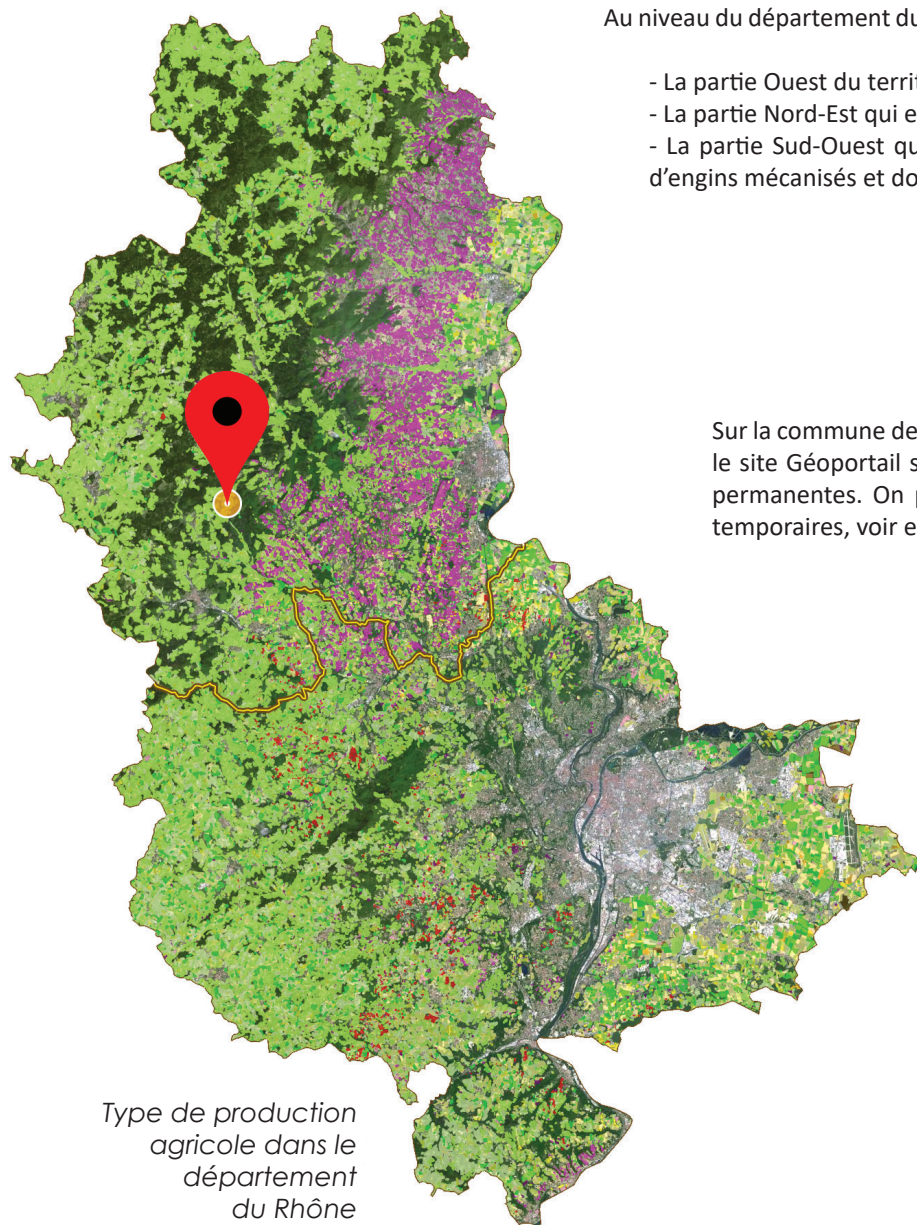 Au niveau du département du
- La partie Ouest du territ
- La partie Nord-Est qui e
- La partie Sud-Ouest qu
d'engins mécanisés et do
Sur la commune de
le site Géoportail s
permanentes. On p
temporaires, voir e
Type de production
agricole dans le
département
du Rhône